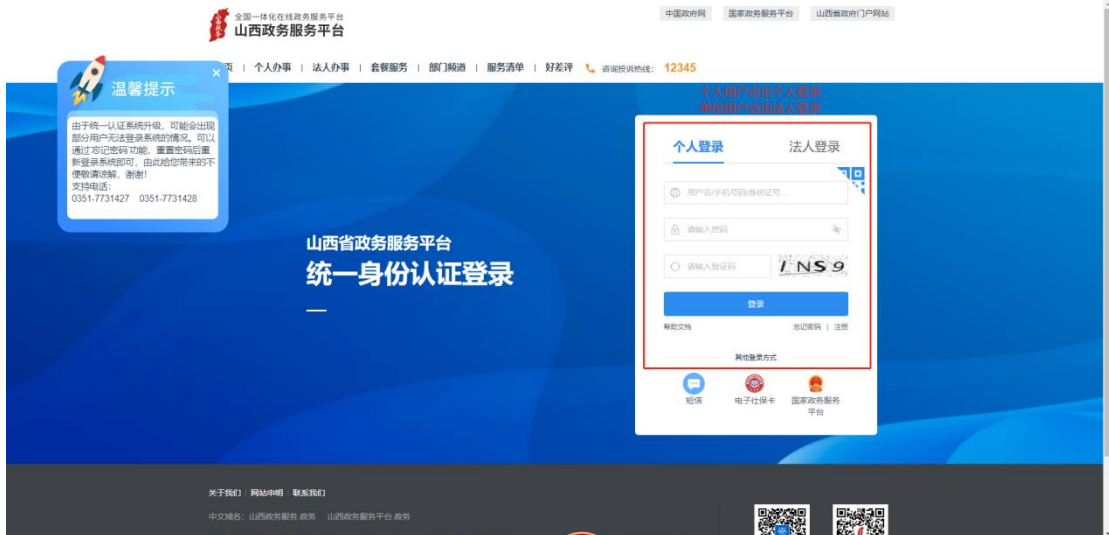 全国一体化在线政务服务平台
山西政务服务平台
中国政府网 国家政务服务平台 山西省政府门户网站
页 | 个人办事 | 法人办事 | 套餐服务 | 部门频道 | 服务清单 | 好差评 咨询投诉热线: 12345
温馨提示 ×
由于统一认证系统升级，可能会出现
部分用户无法登录系统的情况。可以
通过'忘记密码'功能，重置密码后重
新登录系统即可，由此给您带来的不
便敬请谅解，谢谢!
支持电话:
0351-7731427 0351-7731428
山西省政务服务平台
统一身份认证登录
个人用户点击个人登录，
单位用户点击法人登录
个人登录 法人登录
用户名/手机号码/身份证号...
请输入密码
请输入验证码 INS9
登录
帮助文档 忘记密码 | 注册
其他登录方式
短信 电子社保卡 国家政务服务
平台
关于我们 网站申明 联系我们
中文域名: 山西政务服务.政务 山西政务服务平台.政务